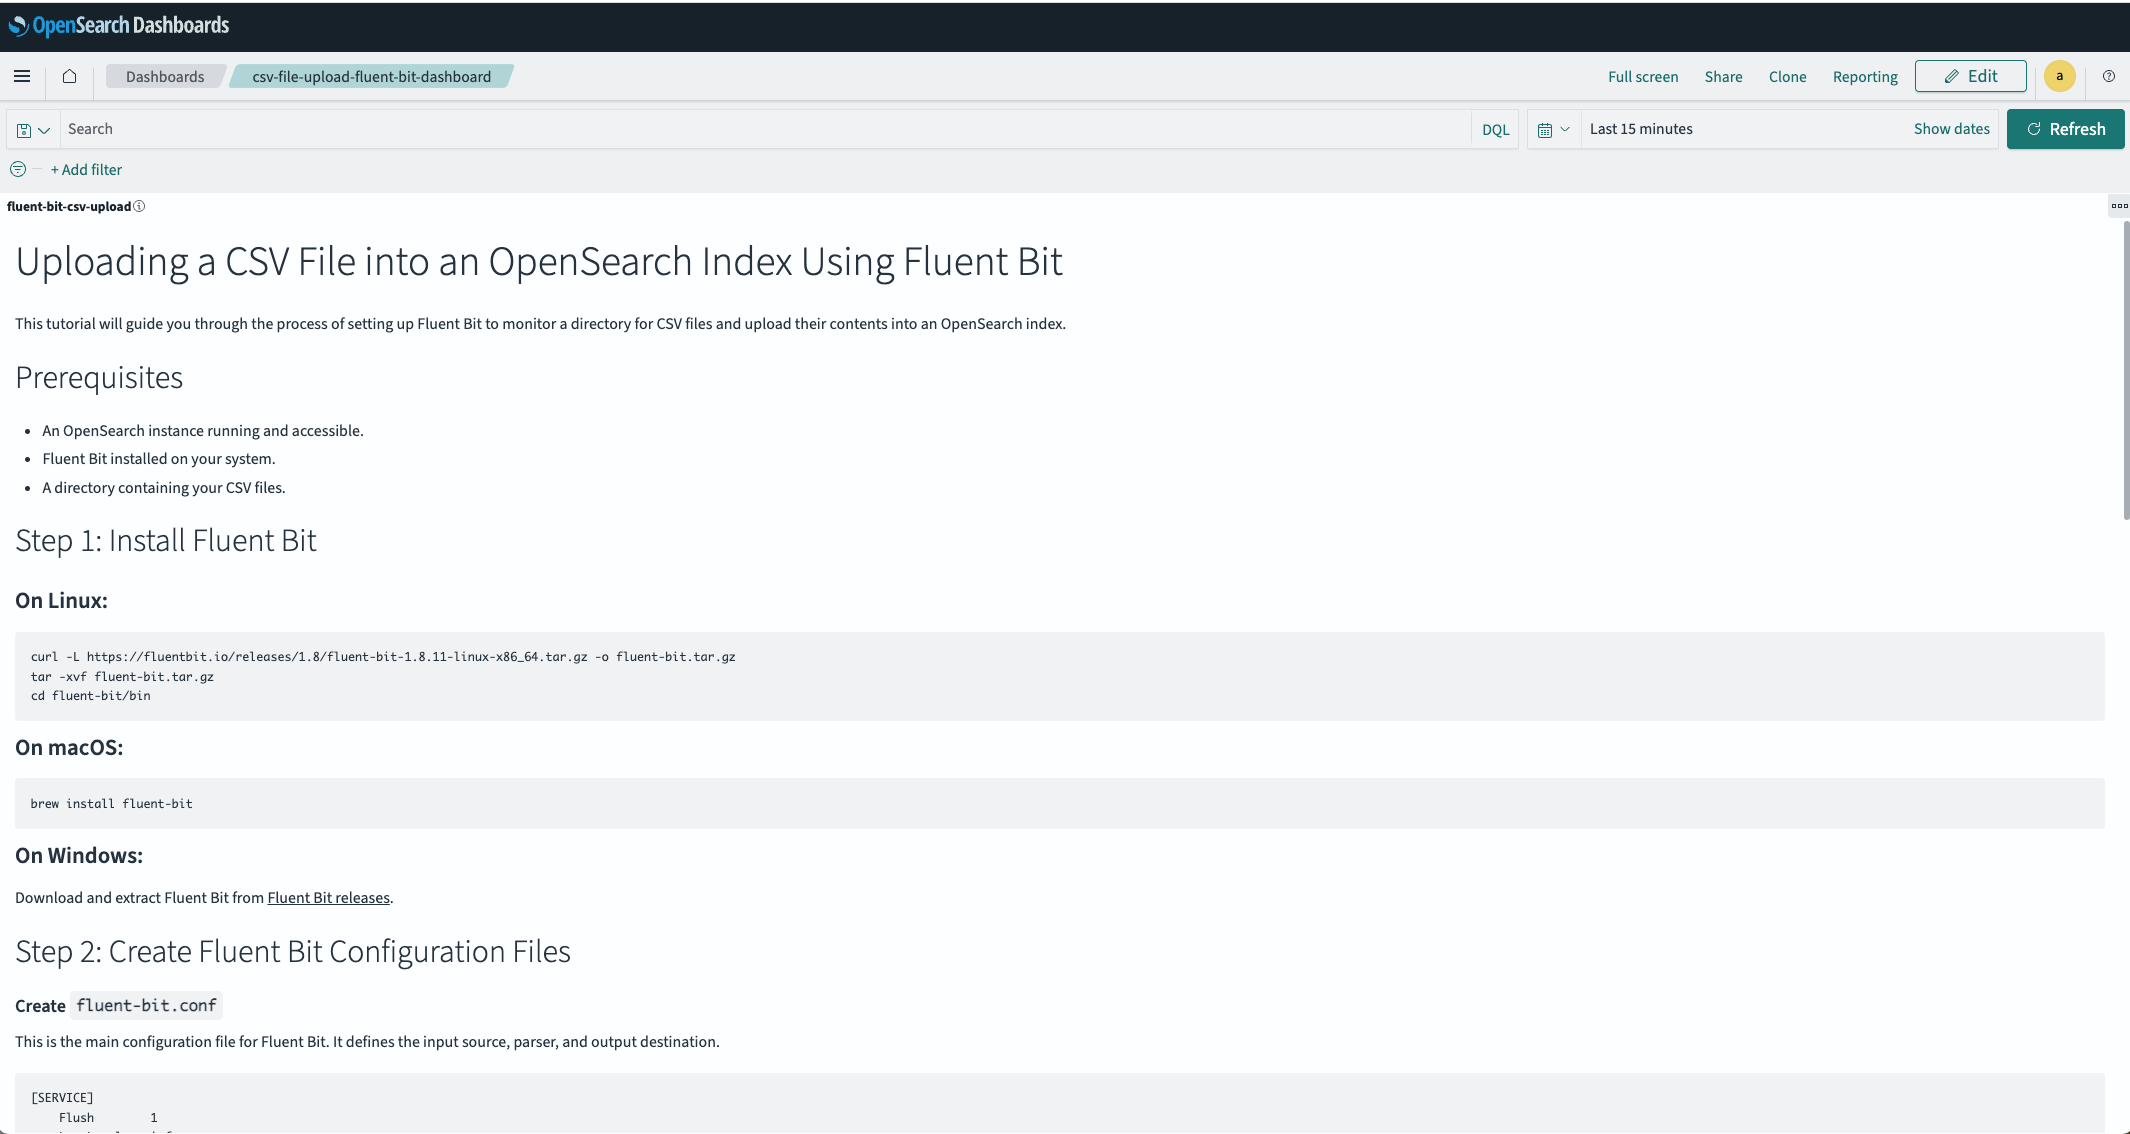 OpenSearch Dashboards
Dashboards
csv-file-upload-fluent-bit-dashboard
Full screen
Share
Clone
Reporting
Edit
a
Search
DQL
Last 15 minutes
Show dates
Refresh
+ Add filter
fluent-bit-csv-upload
Uploading a CSV File into an OpenSearch Index Using Fluent Bit
This tutorial will guide you through the process of setting up Fluent Bit to monitor a directory for CSV files and upload their contents into an OpenSearch index.
Prerequisites
• An OpenSearch instance running and accessible.
• Fluent Bit installed on your system.
• A directory containing your CSV files.
Step 1: Install Fluent Bit
On Linux:
curl -L https://fluentbit.io/releases/1.8/fluent-bit-1.8.11-linux-x86_64.tar.gz -o fluent-bit.tar.gz
tar -xvf fluent-bit.tar.gz
cd fluent-bit/bin
On macOS:
brew install fluent-bit
On Windows:
Download and extract Fluent Bit from Fluent Bit releases.
Step 2: Create Fluent Bit Configuration Files
Create fluent-bit.conf
This is the main configuration file for Fluent Bit. It defines the input source, parser, and output destination.
[SERVICE]
Flush 1